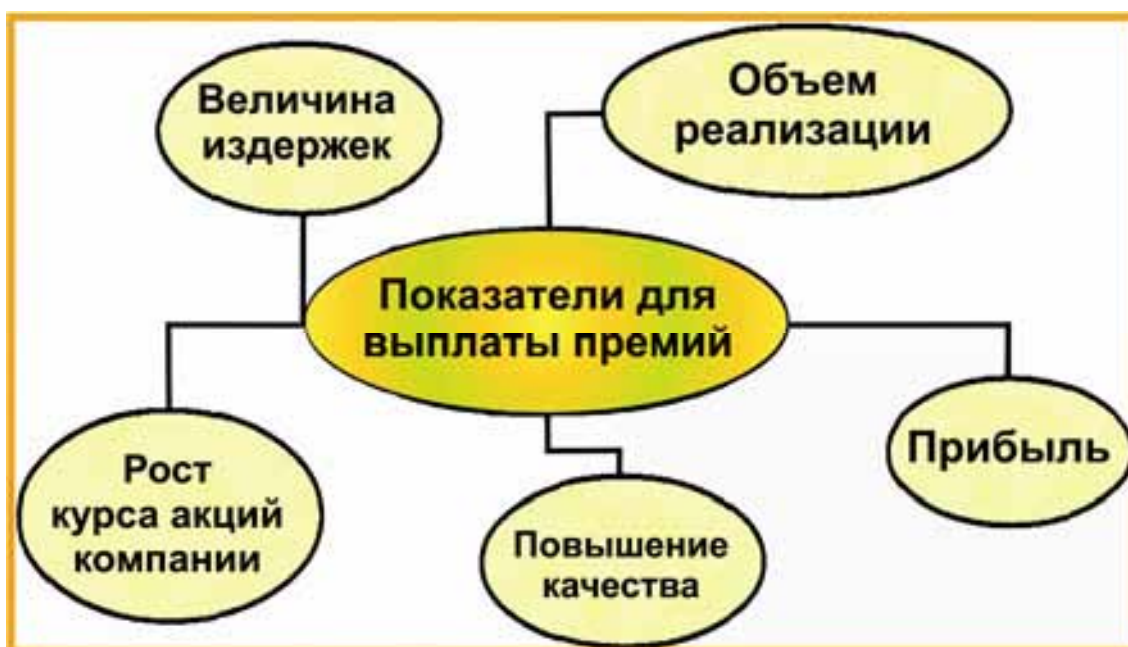 Величина
издержек
Объем
реализации
Показатели для
выплаты премий
Прибыль
Рост
курса акций
компании
Повышение
качества